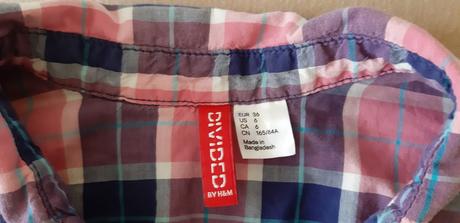 DIVIDED
BY H&M
EUR 36
US 6
CA 6
CN 165/84A
Made in
Bangladesh